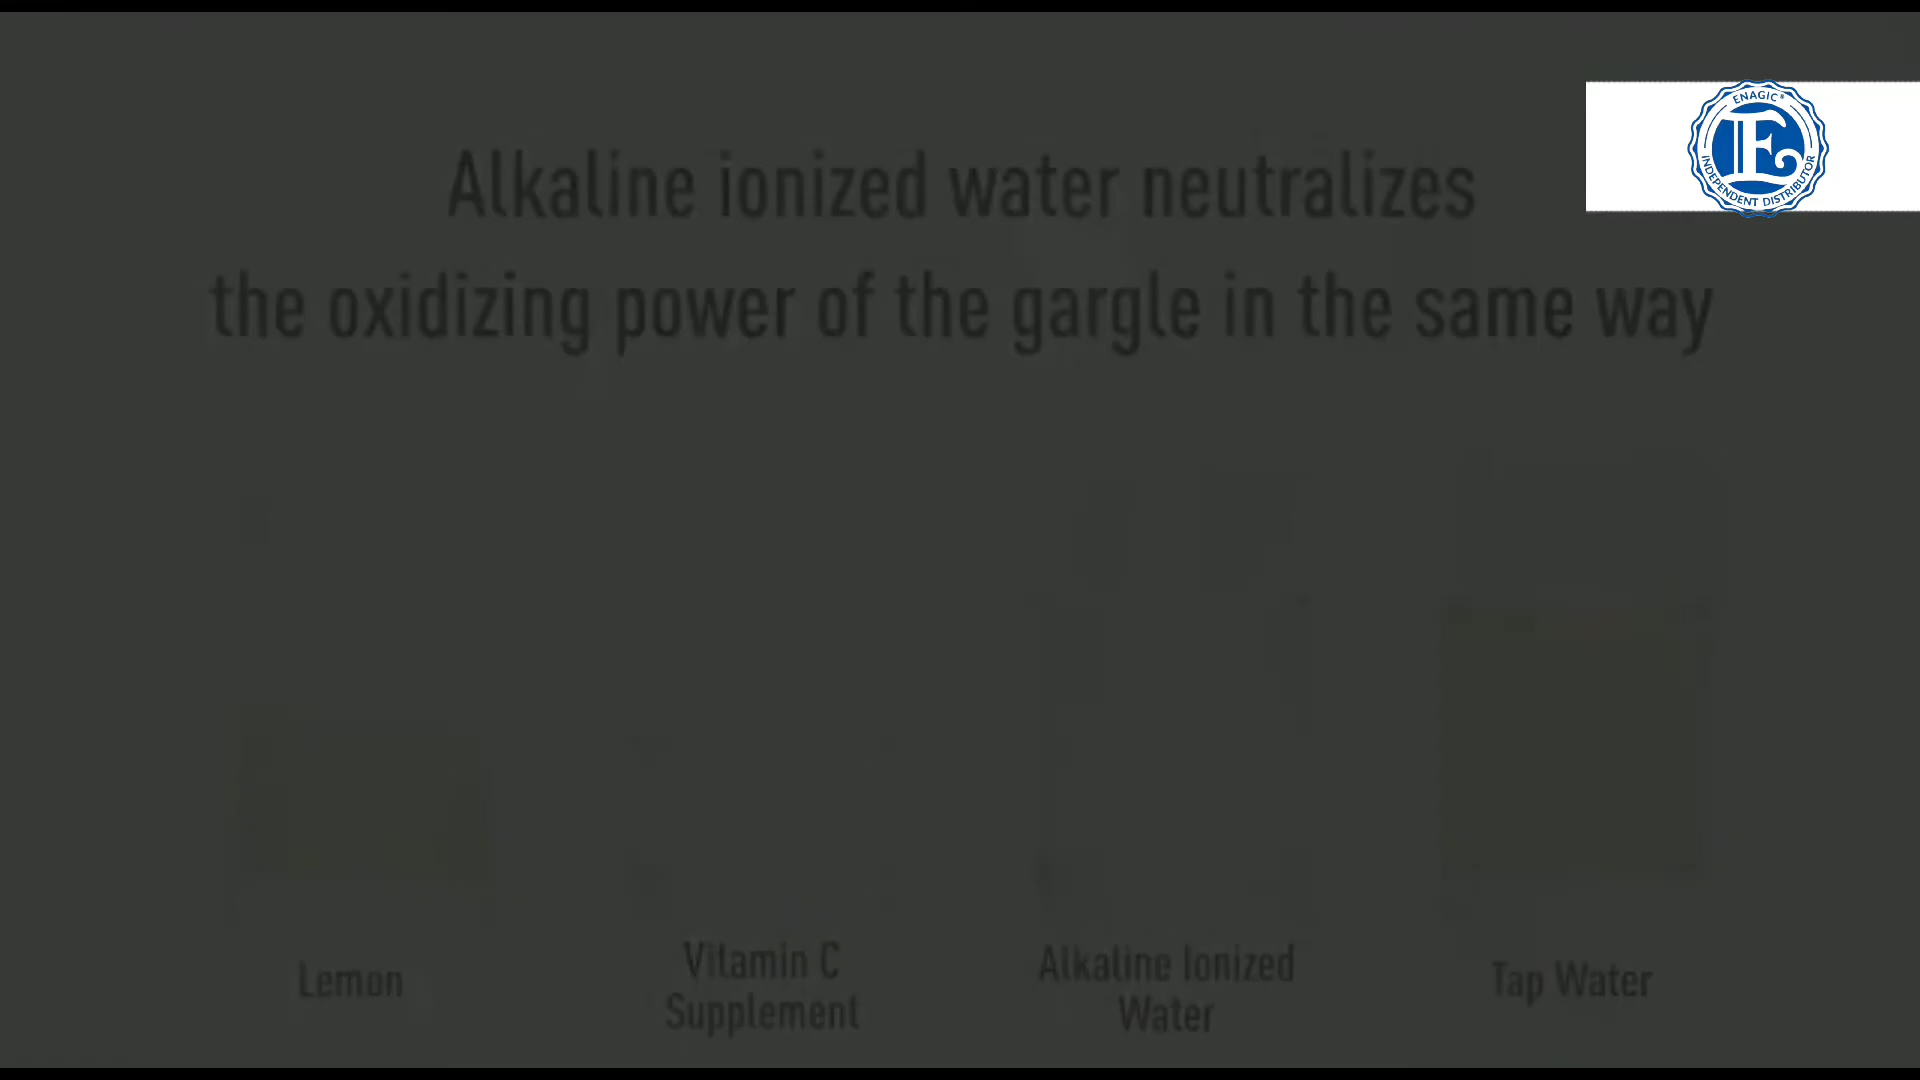 ENAGIC®
E
INDEPENDENT DISTRIBUTOR
Alkaline ionized water neutralizes
the oxidizing power of the gargle in the same way
Lemon
Vitamin C
Supplement
Alkaline Ionized
Water
Tap Water